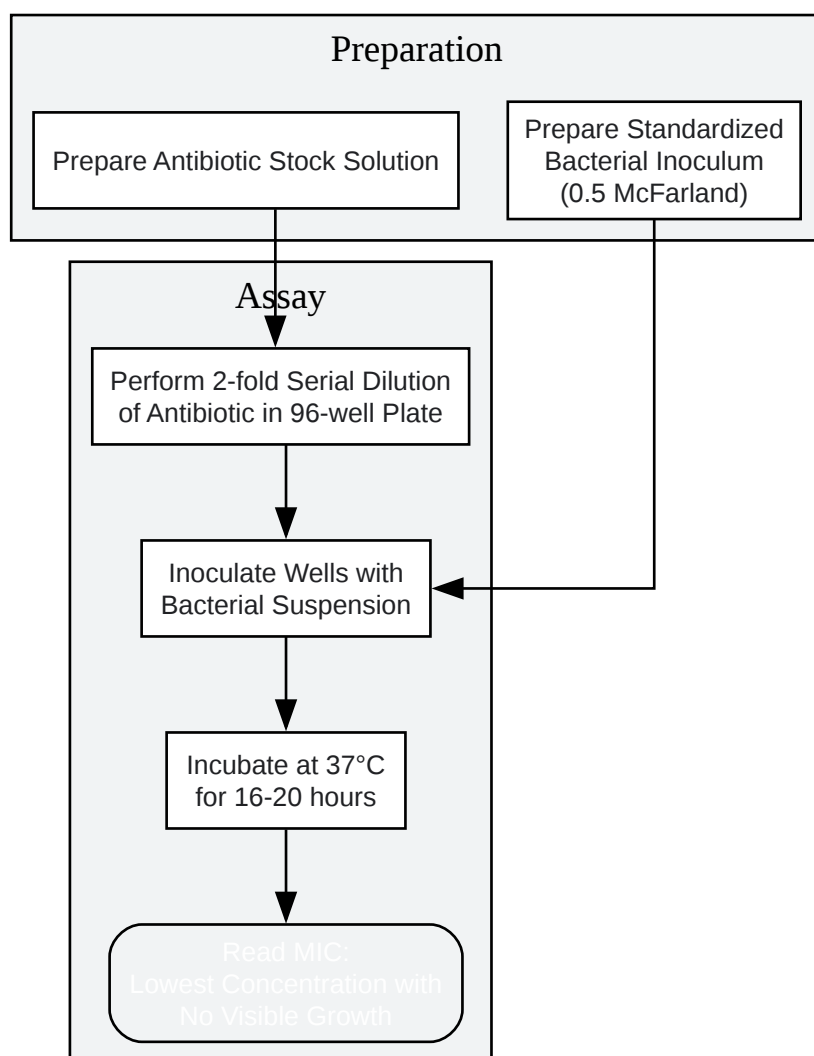 Preparation
Prepare Antibiotic Stock Solution
Prepare Standardized
Bacterial Inoculum
(0.5 McFarland)
Assay
Perform 2-fold Serial Dilution
of Antibiotic in 96-well Plate
Inoculate Wells with
Bacterial Suspension
Incubate at 37°C
for 16-20 hours
Read MIC:
Lowest Concentration with
No Visible Growth